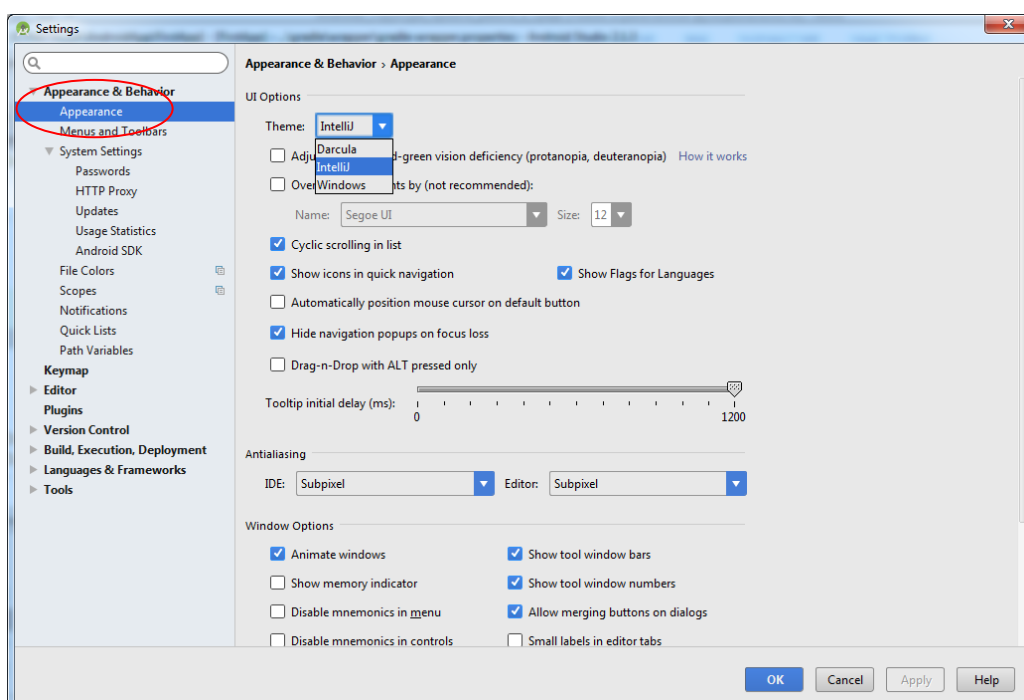 Settings
Appearance & Behavior › Appearance
Appearance & Behavior
Appearance
Menus and Toolbars
System Settings
Passwords
HTTP Proxy
Updates
Usage Statistics
Android SDK
File Colors
Scopes
Notifications
Quick Lists
Path Variables
Keymap
Editor
Plugins
Version Control
Build, Execution, Deployment
Languages & Frameworks
Tools
UI Options
Theme: IntelliJ
Darcula
IntelliJ
Windows
Adju d-green vision deficiency (protanopia, deuteranopia) How it works
Over nts by (not recommended):
Name: Segoe UI Size: 12
Cyclic scrolling in list
Show icons in quick navigation Show Flags for Languages
Automatically position mouse cursor on default button
Hide navigation popups on focus loss
Drag-n-Drop with ALT pressed only
Tooltip initial delay (ms):
0 1200
Antialiasing
IDE: Subpixel Editor: Subpixel
Window Options
Animate windows Show tool window bars
Show memory indicator Show tool window numbers
Disable mnemonics in menu Allow merging buttons on dialogs
Disable mnemonics in controls Small labels in editor tabs
OK Cancel Apply Help